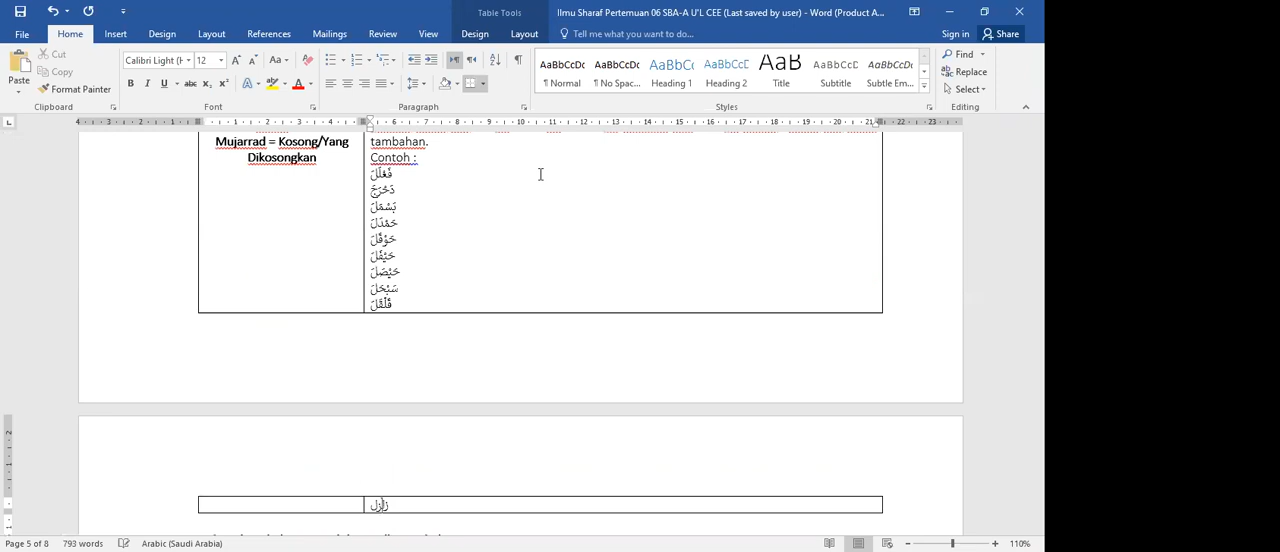 Table Tools
Ilmu Sharaf Pertemuan 06 SBA-A U'L CEE (Last saved by user) - Word (Product A...
File Home Insert Design Layout References Mailings Review View Design Layout Tell me what you want to do... Sign in Share
Cut
Copy
Paste
Format Painter
Calibri Light (H 12
AaBbCcDc AaBbCcDc AaBbC( AaBbCcC AaB AaBbCcC AaBbCcDc
¶ Normal ¶ No Spac... Heading 1 Heading 2 Title Subtitle Subtle Em...
Find
Replace
Select
Clipboard Font Paragraph Styles Editing
Mujarrad = Kosong/Yang
Dikosongkan
tambahan.
Contoh :
فَعْلَلَ
دَحْرَجَ
بَسْمَلَ
حَمْدَلَ
حَوْقَلَ
حَيْفَلَ
حَيْصَلَ
سَبْحَلَ
قَلْقَلَ
زلزل
Page 5 of 8 793 words Arabic (Saudi Arabia) 110%